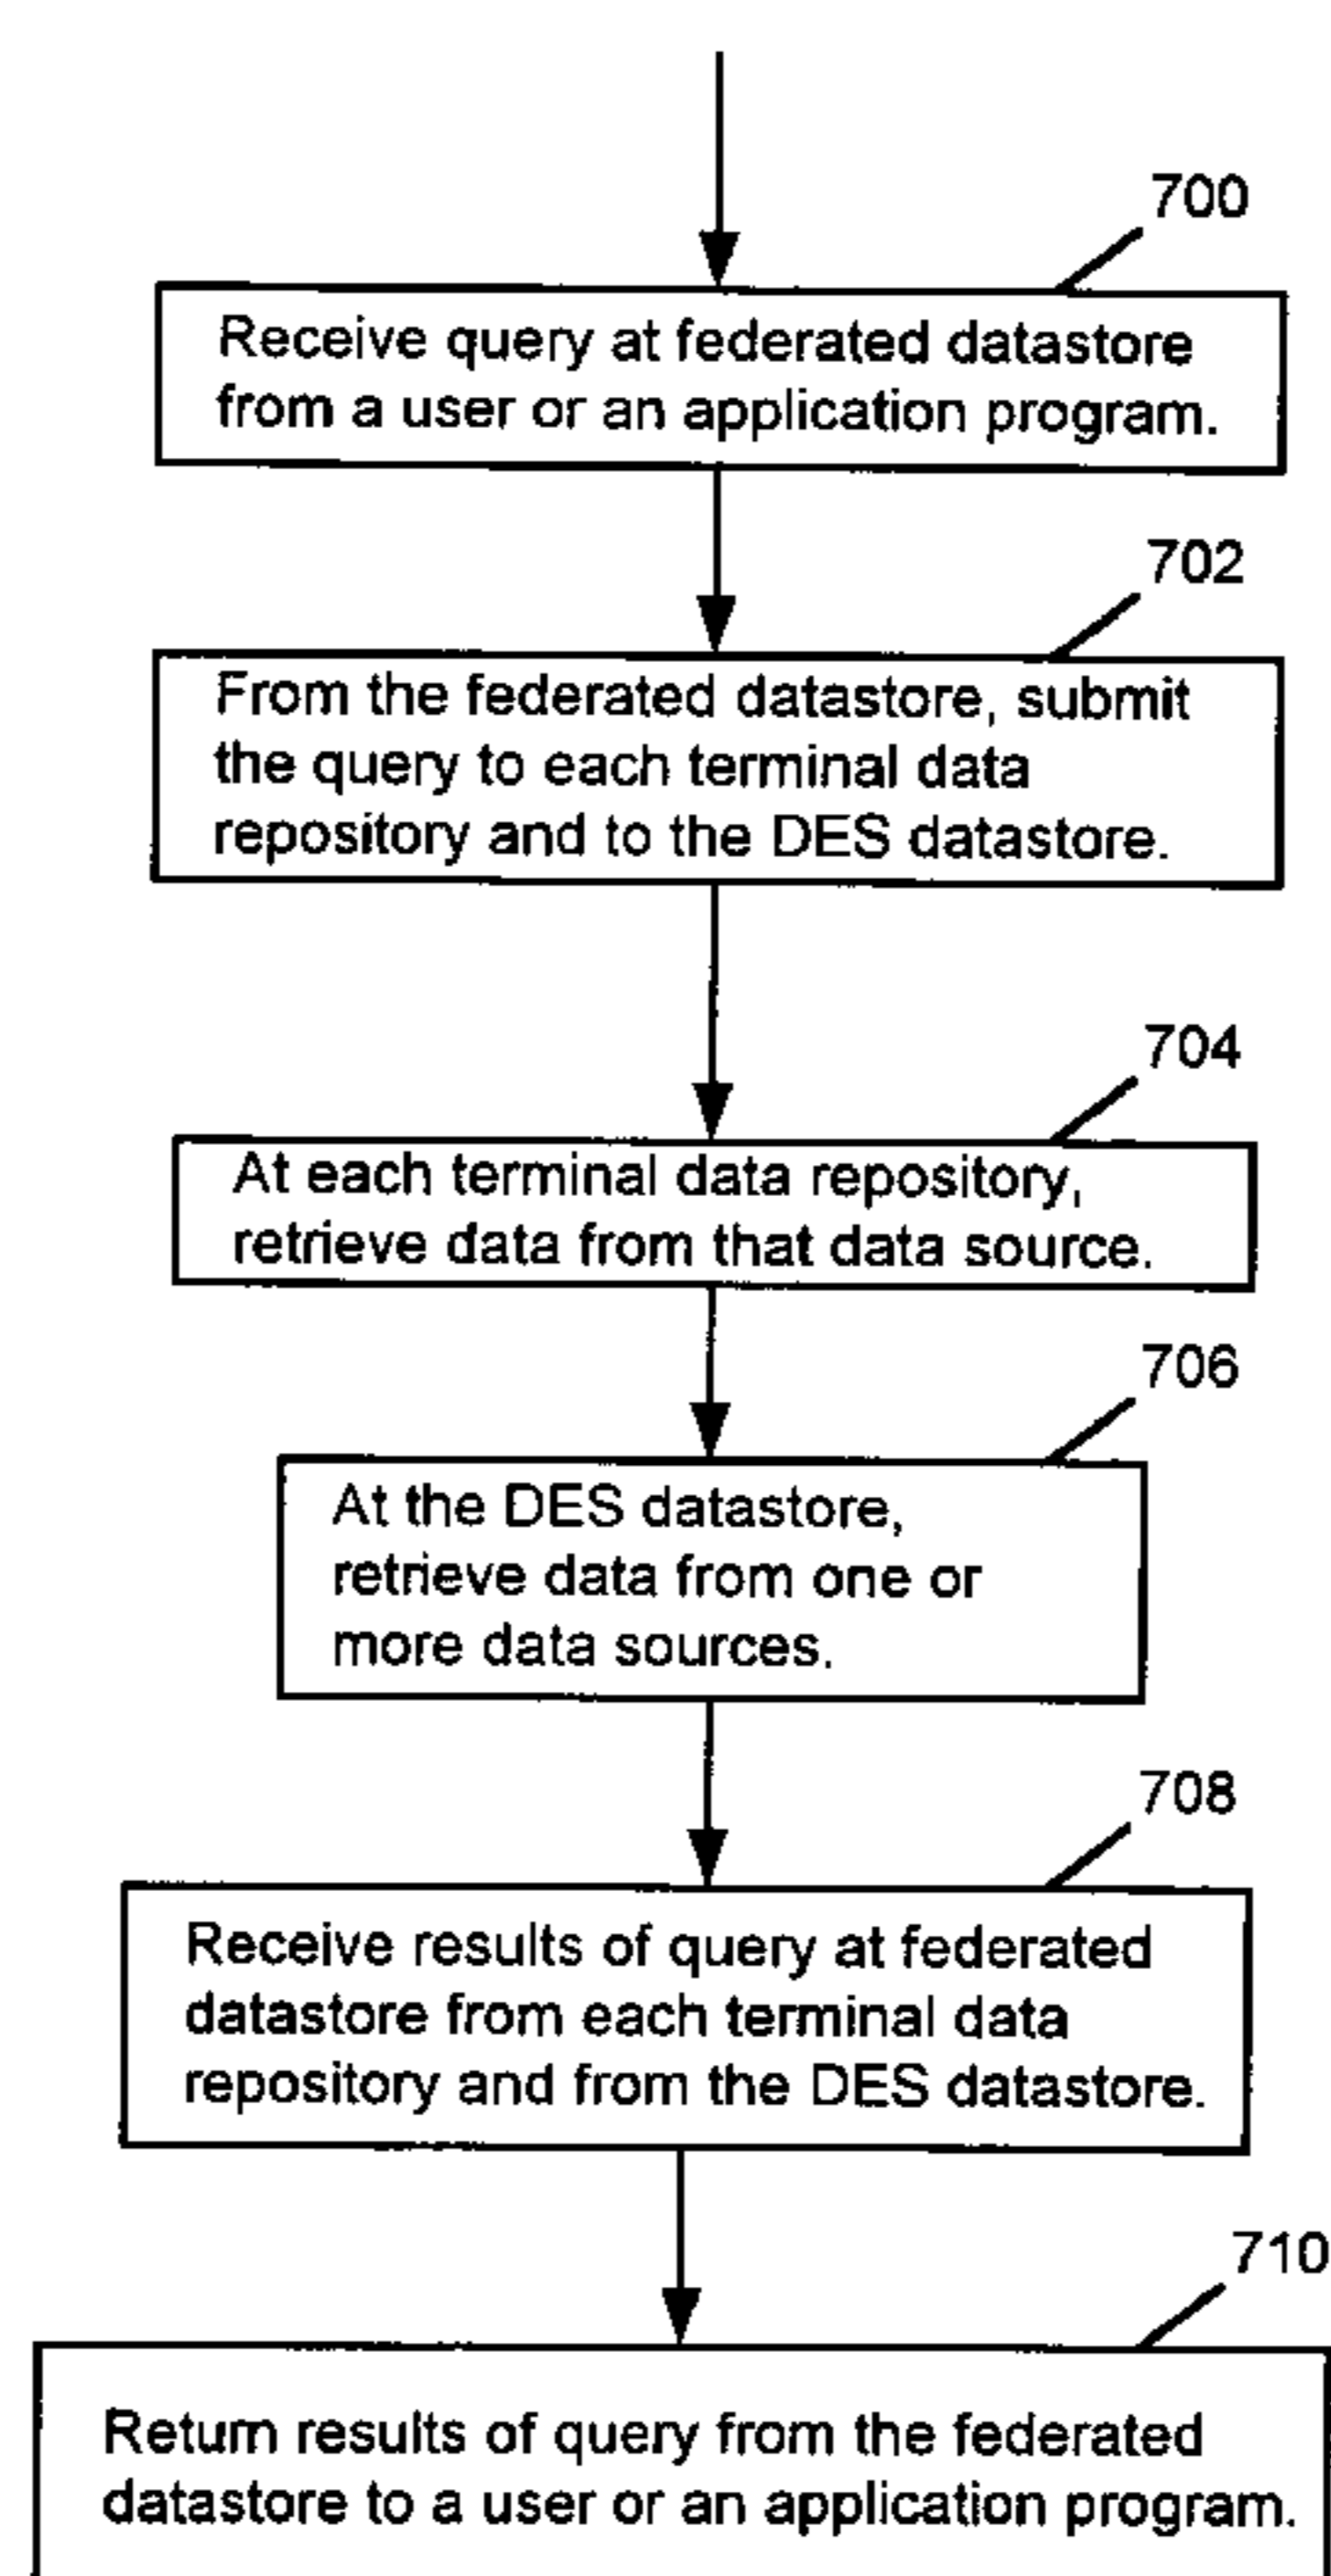 700
Receive query at federated datastore
from a user or an application program.
702
From the federated datastore, submit
the query to each terminal data
repository and to the DES datastore.
704
At each terminal data repository,
retrieve data from that data source.
706
At the DES datastore,
retrieve data from one or
more data sources.
708
Receive results of query at federated
datastore from each terminal data
repository and from the DES datastore.
710
Return results of query from the federated
datastore to a user or an application program.